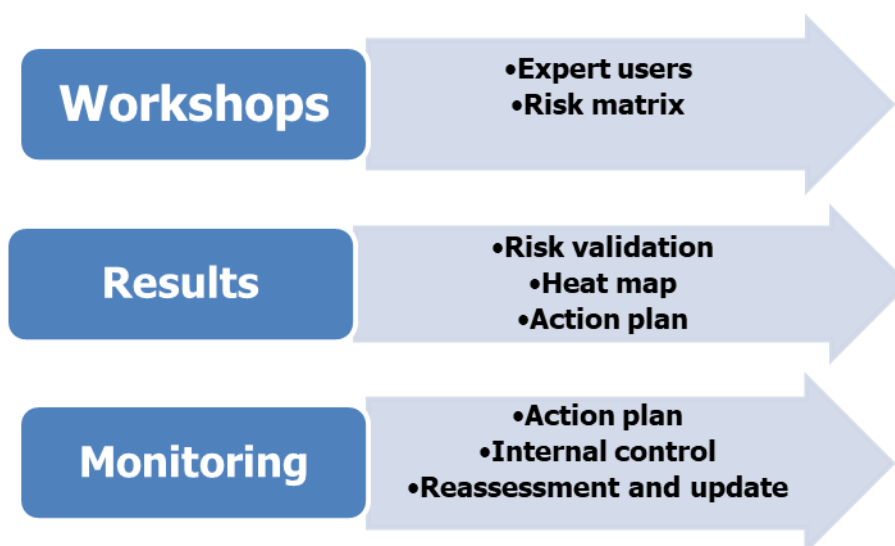 Workshops
•Expert users
•Risk matrix
Results
•Risk validation
•Heat map
•Action plan
Monitoring
•Action plan
•Internal control
•Reassessment and update